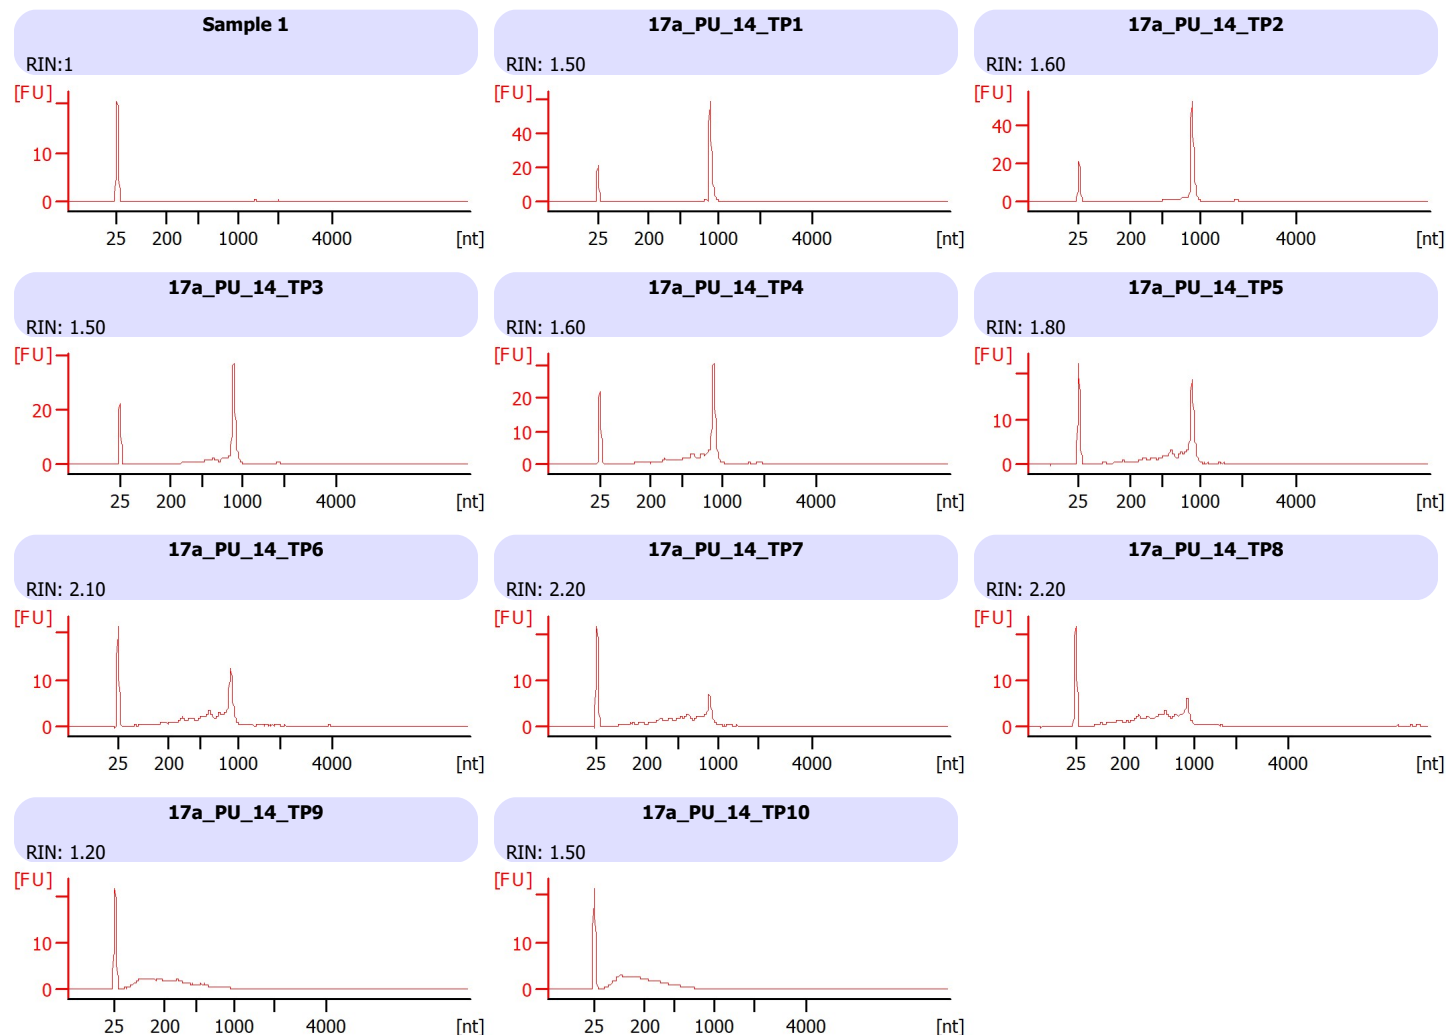 Sample 1
RIN:1
[FU]
10
0
25 200 1000 4000 [nt]
17a_PU_14_TP1
RIN: 1.50
[FU]
40
20
0
25 200 1000 4000 [nt]
17a_PU_14_TP2
RIN: 1.60
[FU]
40
20
0
25 200 1000 4000 [nt]
17a_PU_14_TP3
RIN: 1.50
[FU]
20
0
25 200 1000 4000 [nt]
17a_PU_14_TP4
RIN: 1.60
[FU]
20
10
0
25 200 1000 4000 [nt]
17a_PU_14_TP5
RIN: 1.80
[FU]
10
0
25 200 1000 4000 [nt]
17a_PU_14_TP6
RIN: 2.10
[FU]
10
0
25 200 1000 4000 [nt]
17a_PU_14_TP7
RIN: 2.20
[FU]
10
0
25 200 1000 4000 [nt]
17a_PU_14_TP8
RIN: 2.20
[FU]
10
0
25 200 1000 4000 [nt]
17a_PU_14_TP9
RIN: 1.20
[FU]
10
0
25 200 1000 4000 [nt]
17a_PU_14_TP10
RIN: 1.50
[FU]
10
0
25 200 1000 4000 [nt]